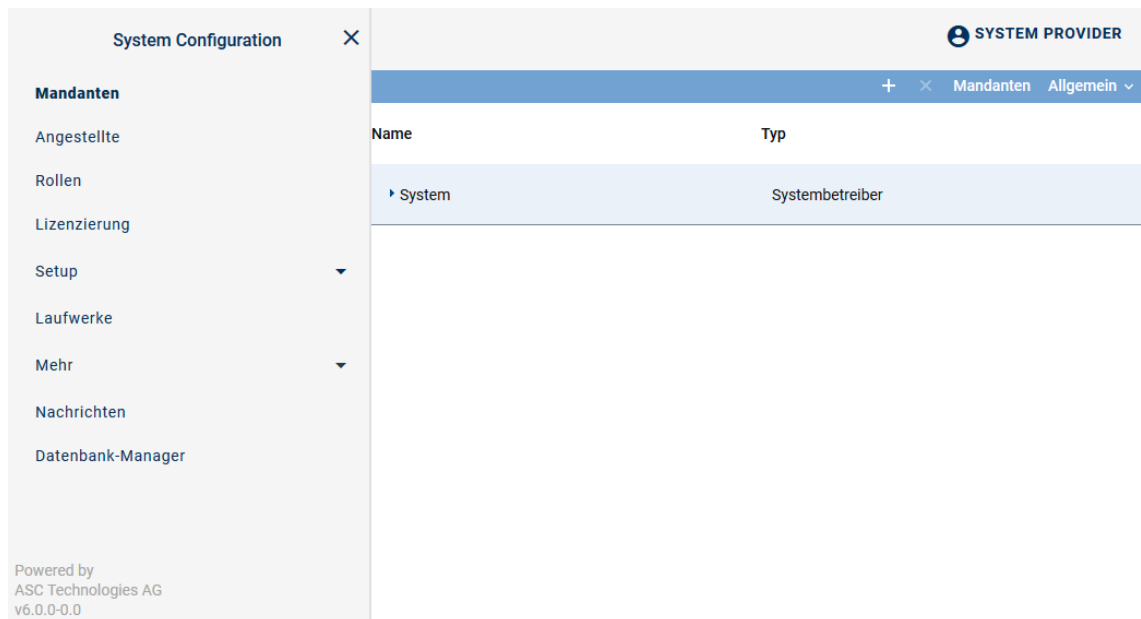 System Configuration
Mandanten
Angestellte
Rollen
Lizenzierung
Setup
Laufwerke
Mehr
Nachrichten
Datenbank-Manager
Powered by
ASC Technologies AG
v6.0.0-0.0
SYSTEM PROVIDER
Mandanten Allgemein
Name Typ
System Systembetreiber